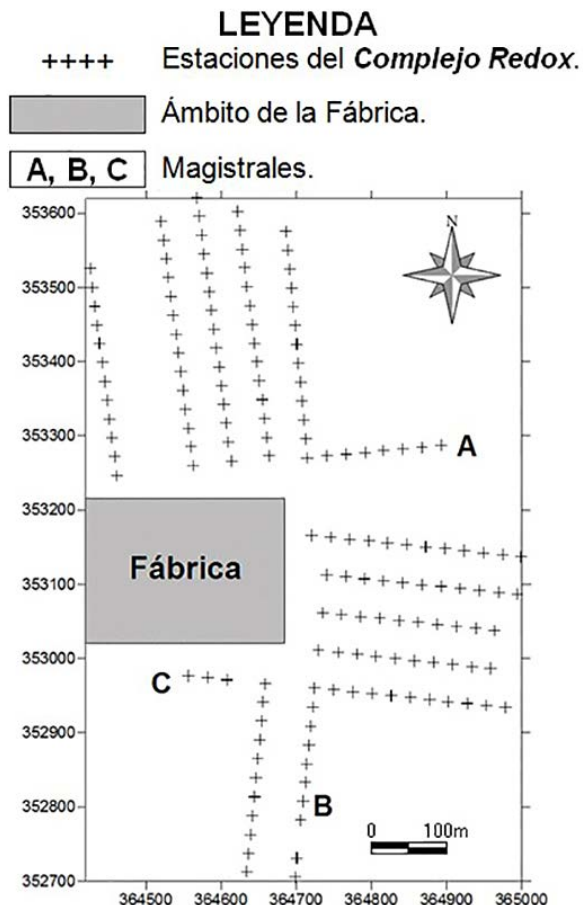 LEYENDA
++++ Estaciones del Complejo Redox.
Ámbito de la Fábrica.
A, B, C Magistrales.
353600
N
353500
353400
353300
A
353200
Fábrica
353100
353000
C
352900
B
352800
0 100m
352700
364500 364600 364700 364800 364900 365000